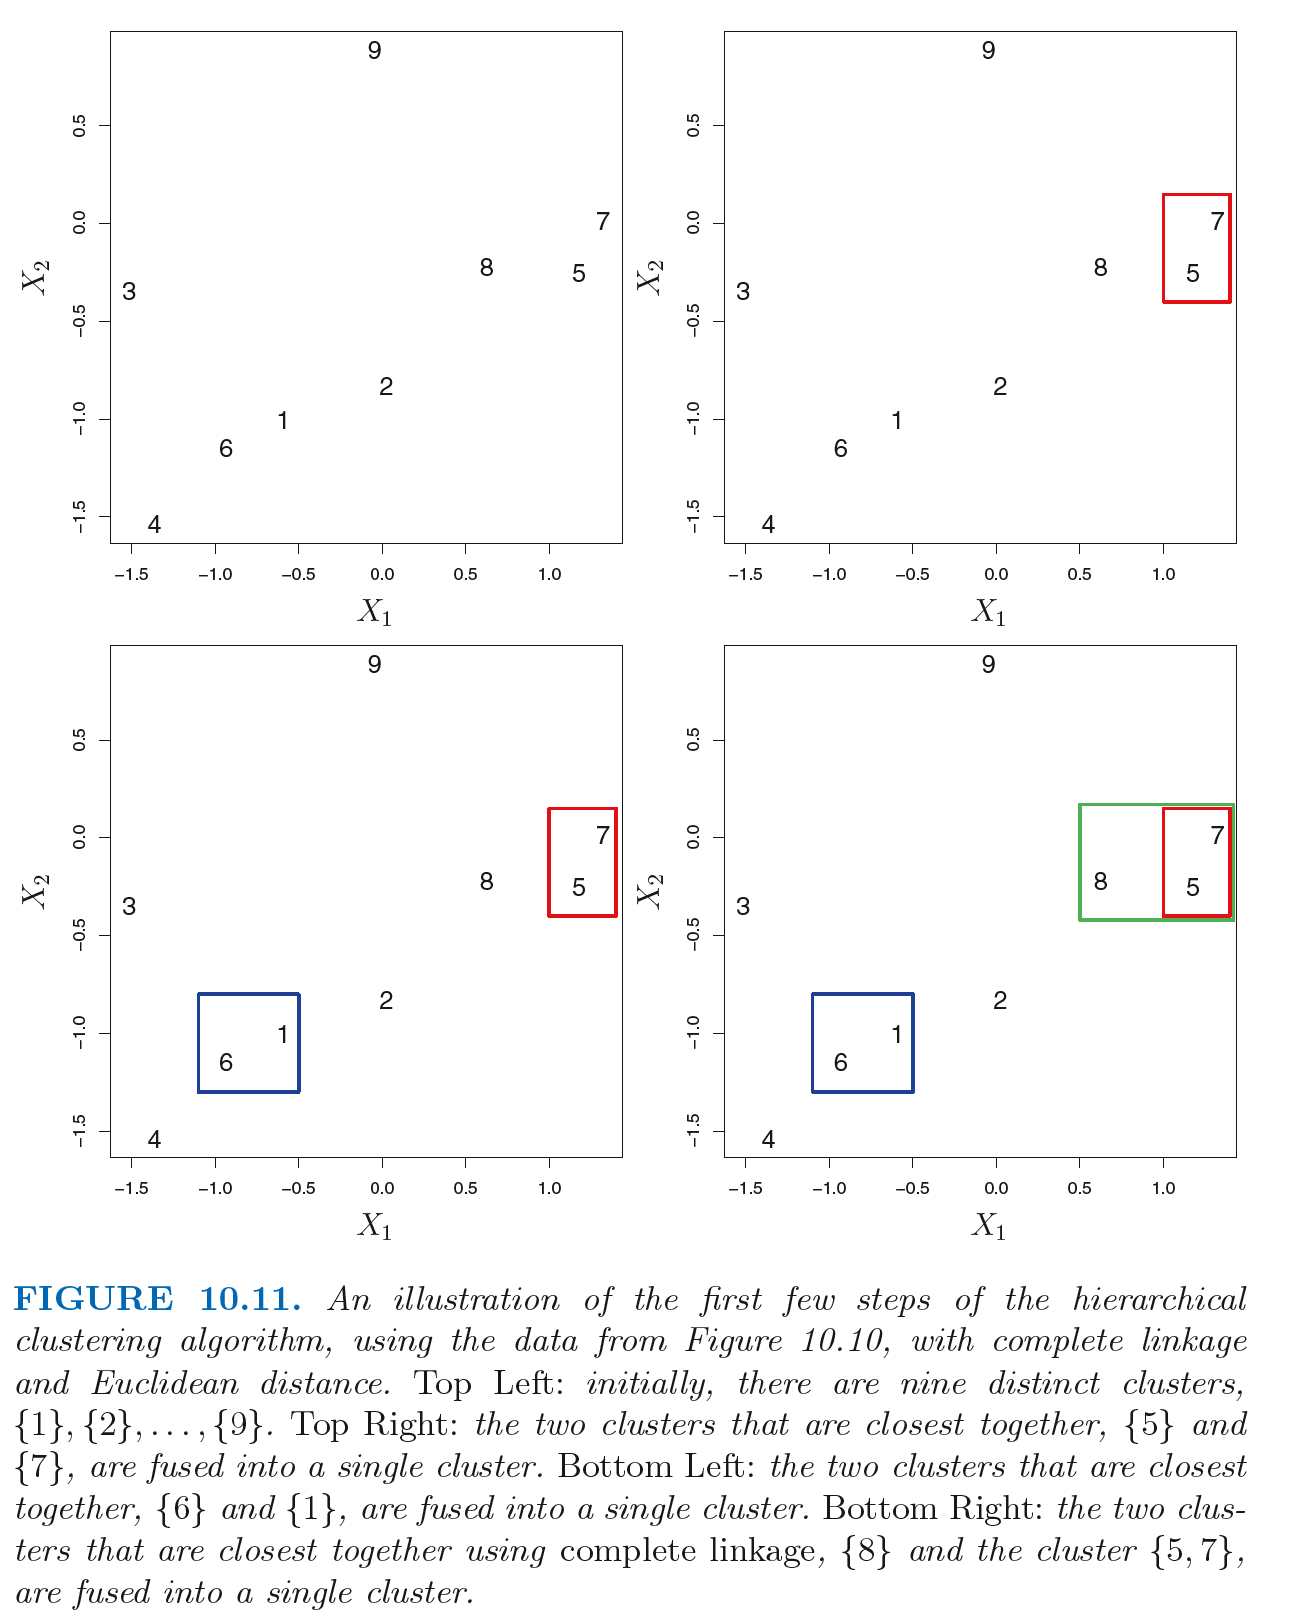 9
9
0.5
0.5
7
7
0.0
0.0
8
8
5
5
X2
X2
3
3
−0.5
−0.5
2
2
1
1
−1.0
−1.0
6
6
4
4
−1.5
−1.5
−1.5 −1.0 −0.5 0.0 0.5 1.0
−1.5 −1.0 −0.5 0.0 0.5 1.0
X1
X1
9
9
0.5
0.5
7
7
0.0
0.0
8
8
5
5
X2
X2
3
3
−0.5
−0.5
2
2
1
1
−1.0
−1.0
6
6
4
4
−1.5
−1.5
−1.5 −1.0 −0.5 0.0 0.5 1.0
−1.5 −1.0 −0.5 0.0 0.5 1.0
X1
X1
FIGURE 10.11. An illustration of the first few steps of the hierarchical
clustering algorithm, using the data from Figure 10.10, with complete linkage
and Euclidean distance. Top Left: initially, there are nine distinct clusters,
{1}, {2}, . . . , {9}. Top Right: the two clusters that are closest together, {5} and
{7}, are fused into a single cluster. Bottom Left: the two clusters that are closest
together, {6} and {1}, are fused into a single cluster. Bottom Right: the two clus-
ters that are closest together using complete linkage, {8} and the cluster {5, 7},
are fused into a single cluster.